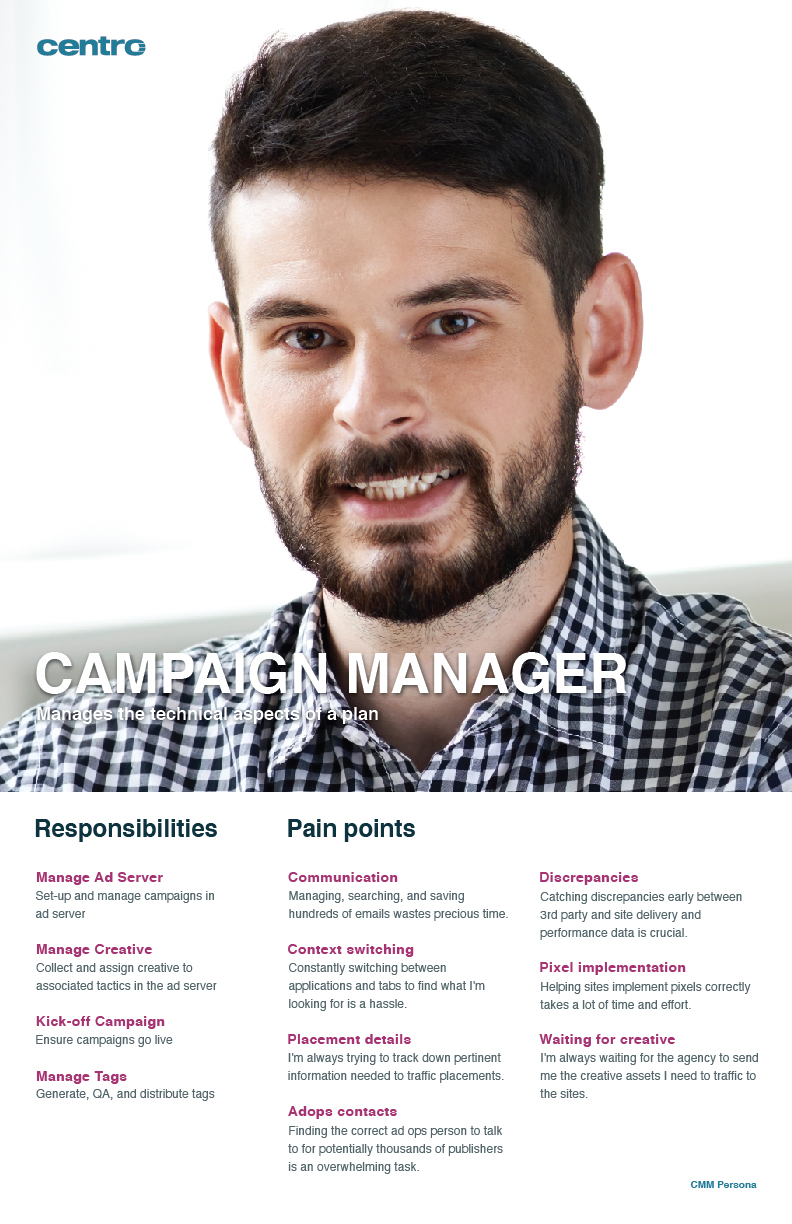 centro
CAMPAIGN MANAGER
Manages the technical aspects of a plan
Responsibilities
Manage Ad Server
Set-up and manage campaigns in
ad server
Manage Creative
Collect and assign creative to
associated tactics in the ad server
Kick-off Campaign
Ensure campaigns go live
Manage Tags
Generate, QA, and distribute tags
Pain points
Communication
Managing, searching, and saving
hundreds of emails wastes precious time.
Context switching
Constantly switching between
applications and tabs to find what I'm
looking for is a hassle.
Placement details
I'm always trying to track down pertinent
information needed to traffic placements.
Adops contacts
Finding the correct ad ops person to talk
to for potentially thousands of publishers
is an overwhelming task.
Discrepancies
Catching discrepancies early between
3rd party and site delivery and
performance data is crucial.
Pixel implementation
Helping sites implement pixels correctly
takes a lot of time and effort.
Waiting for creative
I'm always waiting for the agency to send
me the creative assets I need to traffic to
the sites.
CMM Persona